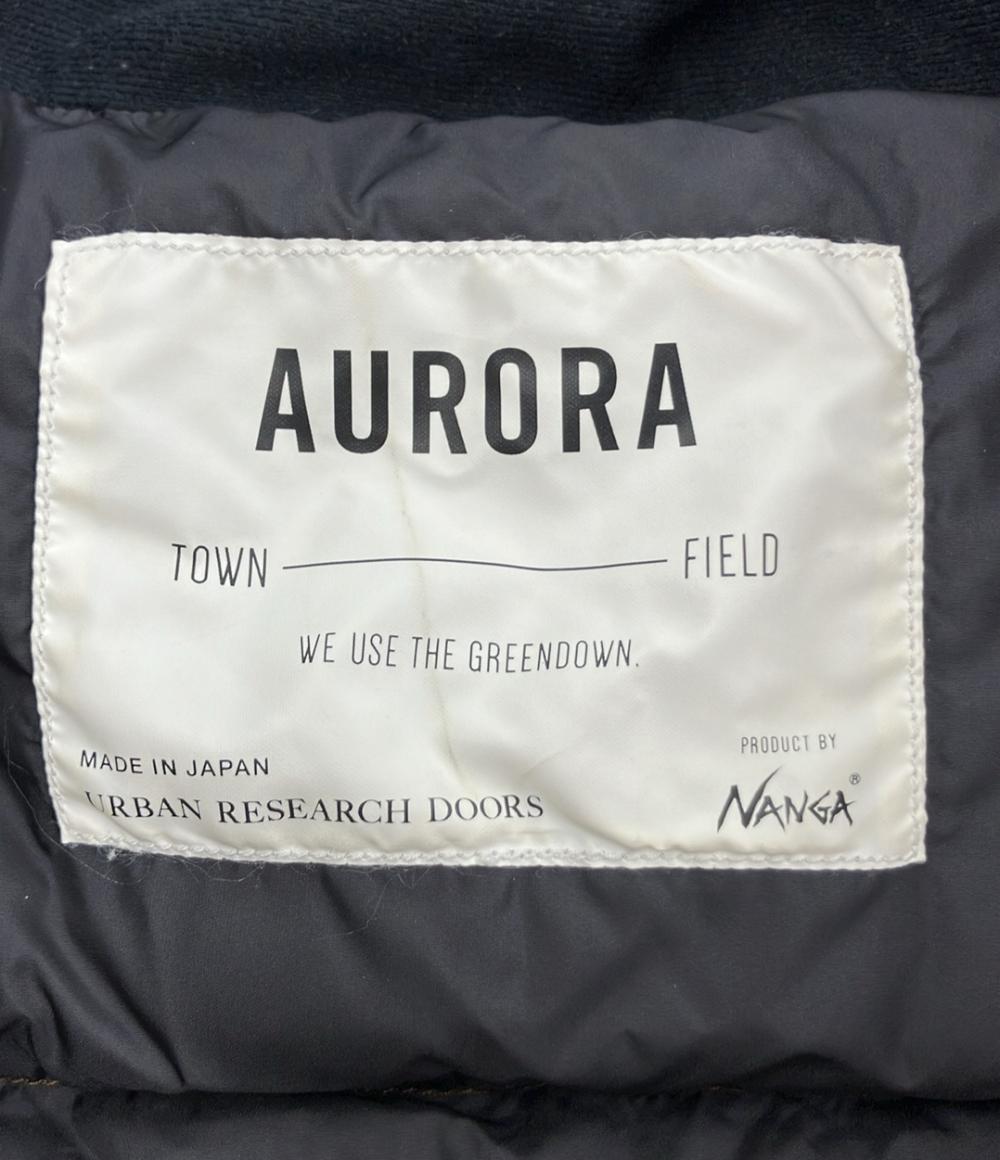 AURORA
TOWN FIELD
WE USE THE GREENDOWN.
MADE IN JAPAN
URBAN RESEARCH DOORS
PRODUCT BY
NANGA®